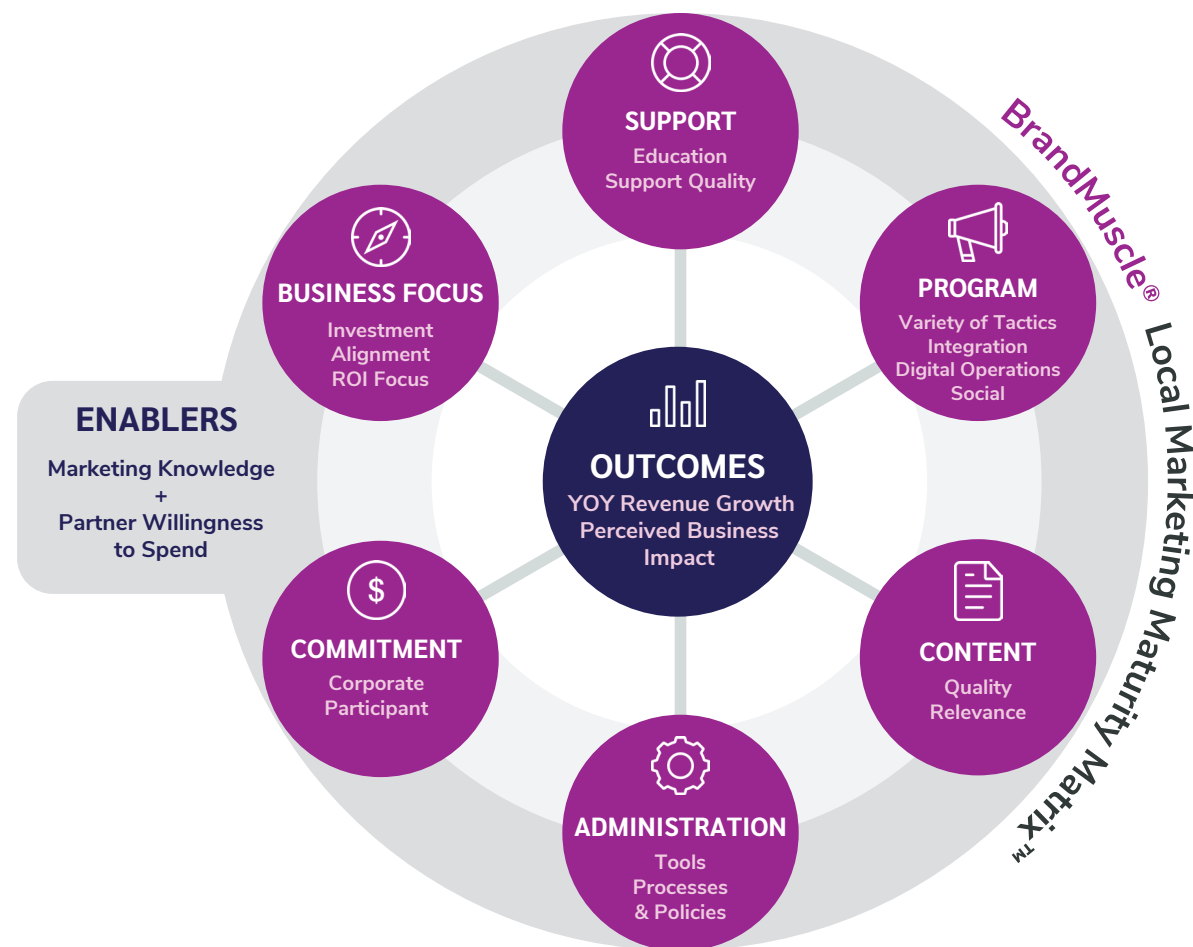 SUPPORT
Education
Support Quality
BrandMuscle® Local Marketing Maturity Matrix™
PROGRAM
Variety of Tactics
Integration
Digital Operations
Social
BUSINESS FOCUS
Investment
Alignment
ROI Focus
ENABLERS
Marketing Knowledge
+
Partner Willingness
to Spend
OUTCOMES
YOY Revenue Growth
Perceived Business
Impact
$
COMMITMENT
Corporate
Participant
CONTENT
Quality
Relevance
ADMINISTRATION
Tools
Processes
& Policies